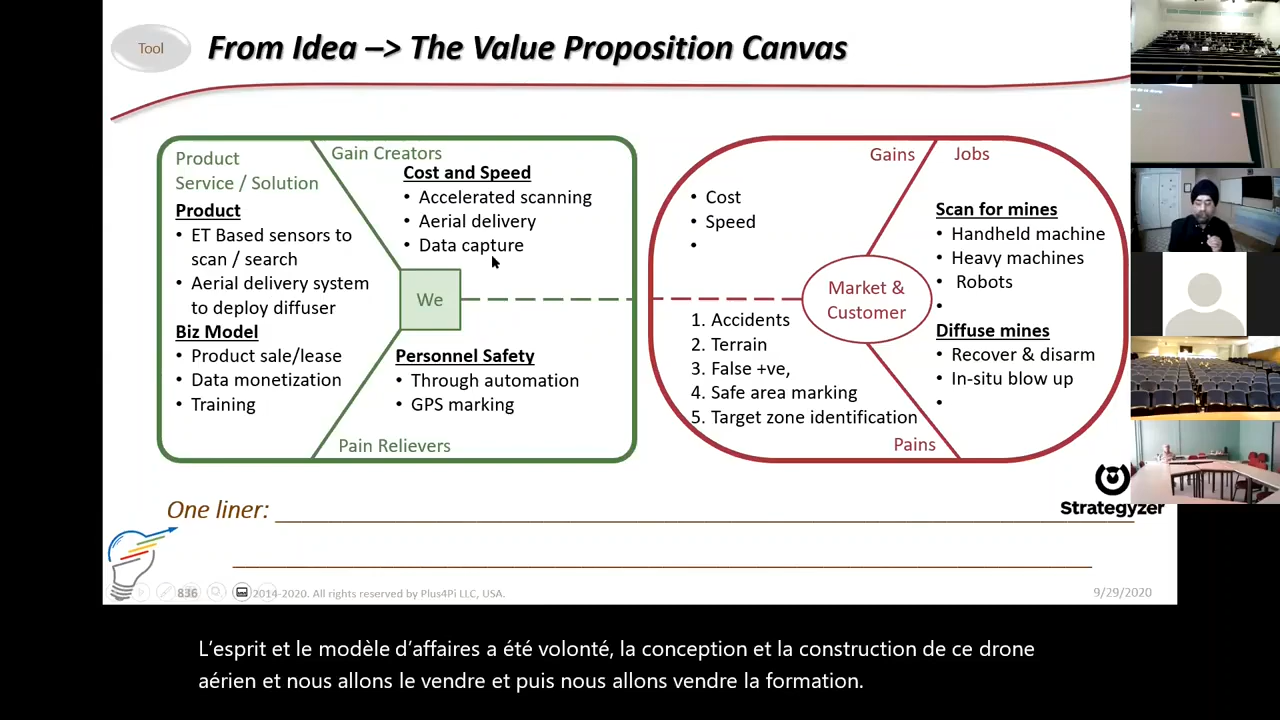 Tool
From Idea –> The Value Proposition Canvas
Product
Service / Solution
Product
• ET Based sensors to
scan / search
• Aerial delivery system
to deploy diffuser
Biz Model
• Product sale/lease
• Data monetization
• Training
Gain Creators
Cost and Speed
• Accelerated scanning
• Aerial delivery
• Data capture
We
Personnel Safety
• Through automation
• GPS marking
Pain Relievers
Gains
• Cost
• Speed
•
Market &
Customer
1. Accidents
2. Terrain
3. False +ve,
4. Safe area marking
5. Target zone identification
Pains
Jobs
Scan for mines
• Handheld machine
• Heavy machines
• Robots
•
Diffuse mines
• Recover & disarm
• In-situ blow up
•
Strategyzer
One liner:
836
2014-2020. All rights reserved by Plus4Pi LLC, USA.
9/29/2020
L’esprit et le modèle d’affaires a été volonté, la conception et la construction de ce drone
aérien et nous allons le vendre et puis nous allons vendre la formation.